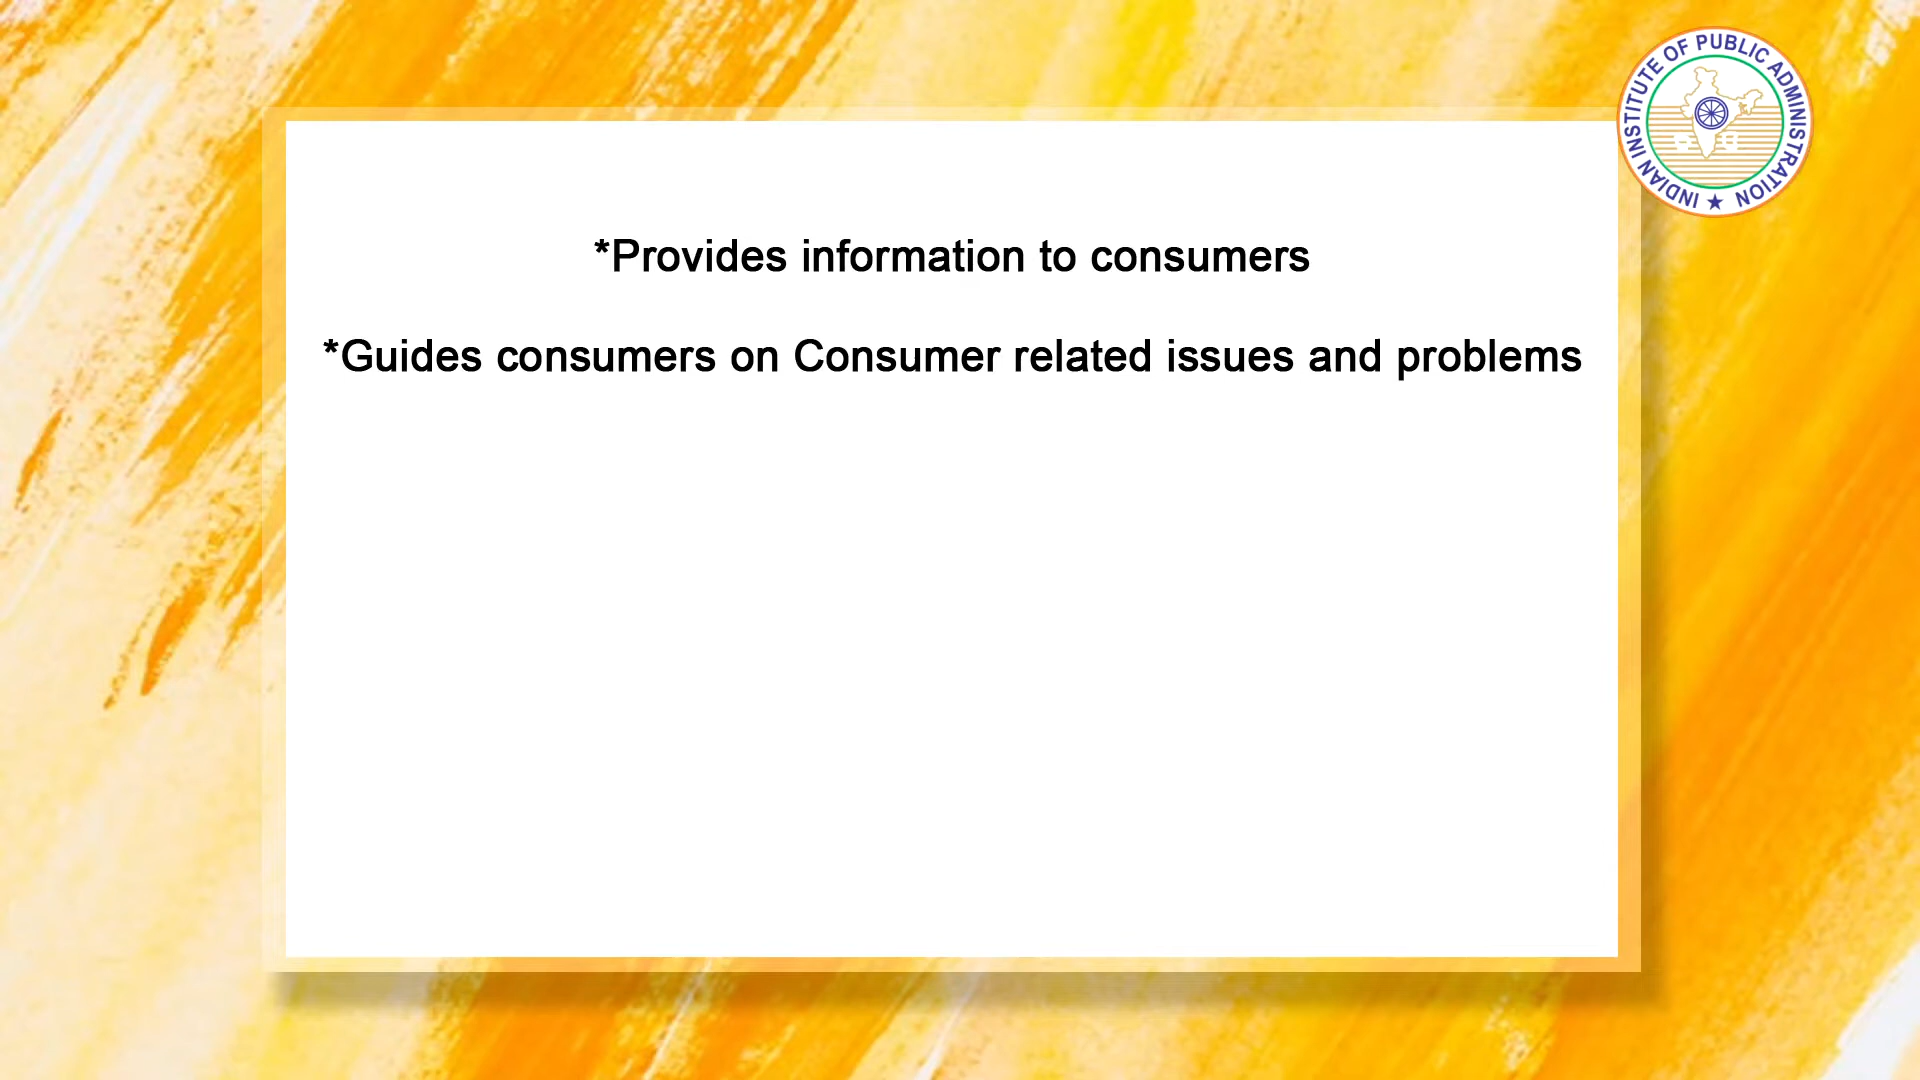 INDIAN INSTITUTE OF PUBLIC ADMINISTRATION
*Provides information to consumers
*Guides consumers on Consumer related issues and problems